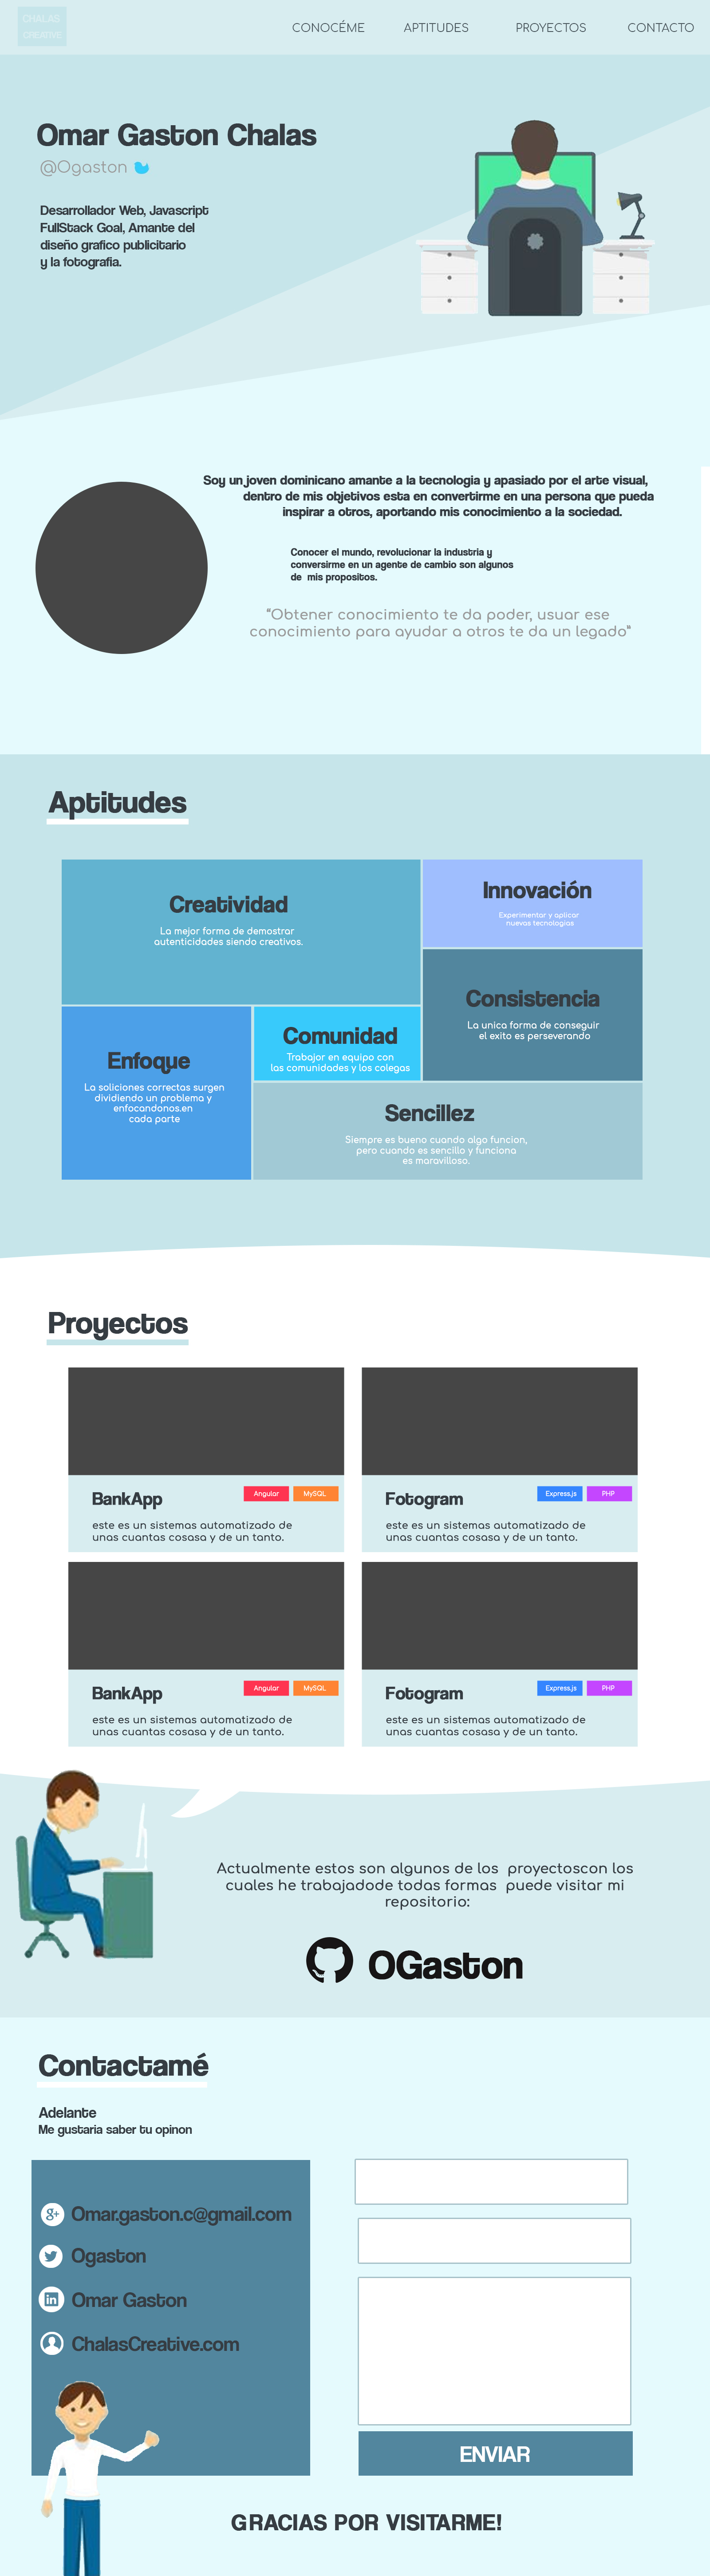 CHALAS
CREATIVE
CONOCÉME APTITUDES PROYECTOS CONTACTO
Omar Gaston Chalas
@Ogaston
Desarrollador Web, Javascript
FullStack Goal, Amante del
diseño grafico publicitario
y la fotografia.
Soy un joven dominicano amante a la tecnologia y apasiado por el arte visual,
dentro de mis objetivos esta en convertirme en una persona que pueda
inspirar a otros, aportando mis conocimiento a la sociedad.
Conocer el mundo, revolucionar la industria y
conversirme en un agente de cambio son algunos
de mis propositos.
"Obtener conocimiento te da poder, usuar ese
conocimiento para ayudar a otros te da un legado"
Aptitudes
Creatividad
La mejor forma de demostrar
autenticidades siendo creativos.
Innovación
Experimentar y aplicar
nuevas tecnologias
Consistencia
La unica forma de conseguir
el exito es perseverando
Enfoque
La soliciones correctas surgen
dividiendo un problema y
enfocandonos.en
cada parte
Comunidad
Trabajar en equipo con
las comunidades y los colegas
Sencillez
Siempre es bueno cuando algo funcion,
pero cuando es sencillo y funciona
es maravilloso.
Proyectos
BankApp Angular MySQL
este es un sistemas automatizado de
unas cuantas cosasa y de un tanto.
Fotogram Express.js PHP
este es un sistemas automatizado de
unas cuantas cosasa y de un tanto.
BankApp Angular MySQL
este es un sistemas automatizado de
unas cuantas cosasa y de un tanto.
Fotogram Express.js PHP
este es un sistemas automatizado de
unas cuantas cosasa y de un tanto.
Actualmente estos son algunos de los proyectoscon los
cuales he trabajadode todas formas puede visitar mi
repositorio:
OGaston
Contactamé
Adelante
Me gustaria saber tu opinon
g+ Omar.gaston.c@gmail.com
Ogaston
in Omar Gaston
ChalasCreative.com
ENVIAR
GRACIAS POR VISITARME!